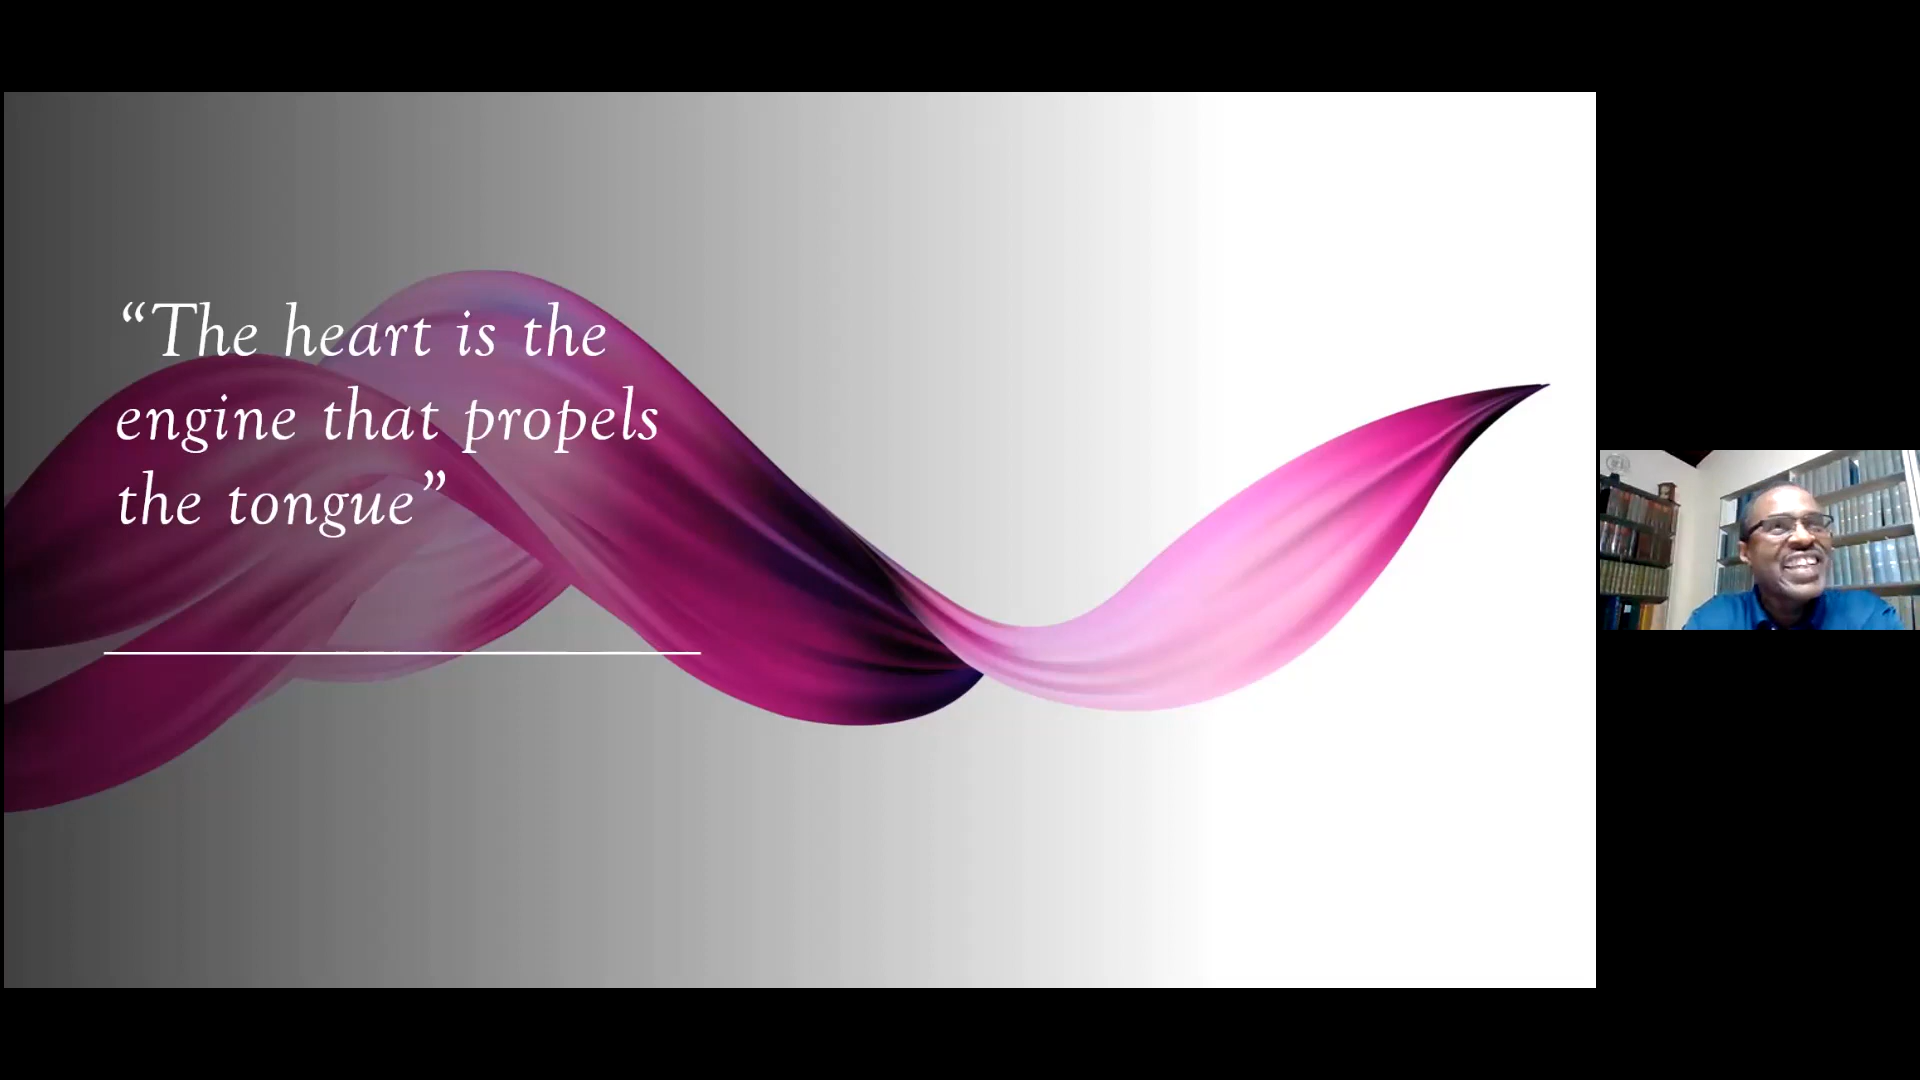 “The heart is the
engine that propels
the tongue”